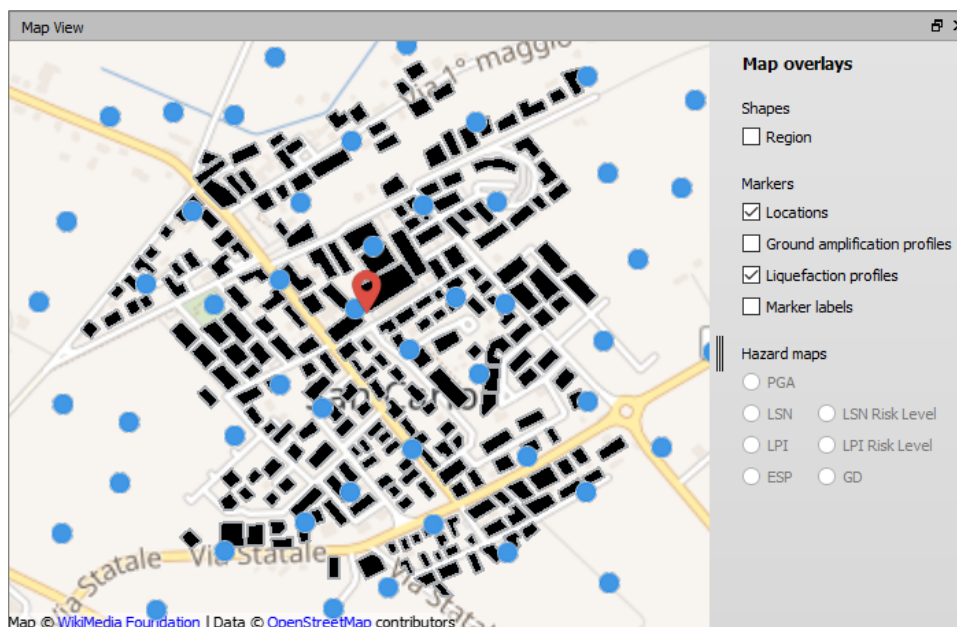 Map View
Via 1° maggio
Via Statale
Via Statale
Via Statale
Map © WikiMedia Foundation | Data © OpenStreetMap contributors
Map overlays
Shapes
Region
Markers
Locations
Ground amplification profiles
Liquefaction profiles
Marker labels
Hazard maps
PGA
LSN LSN Risk Level
LPI LPI Risk Level
ESP GD